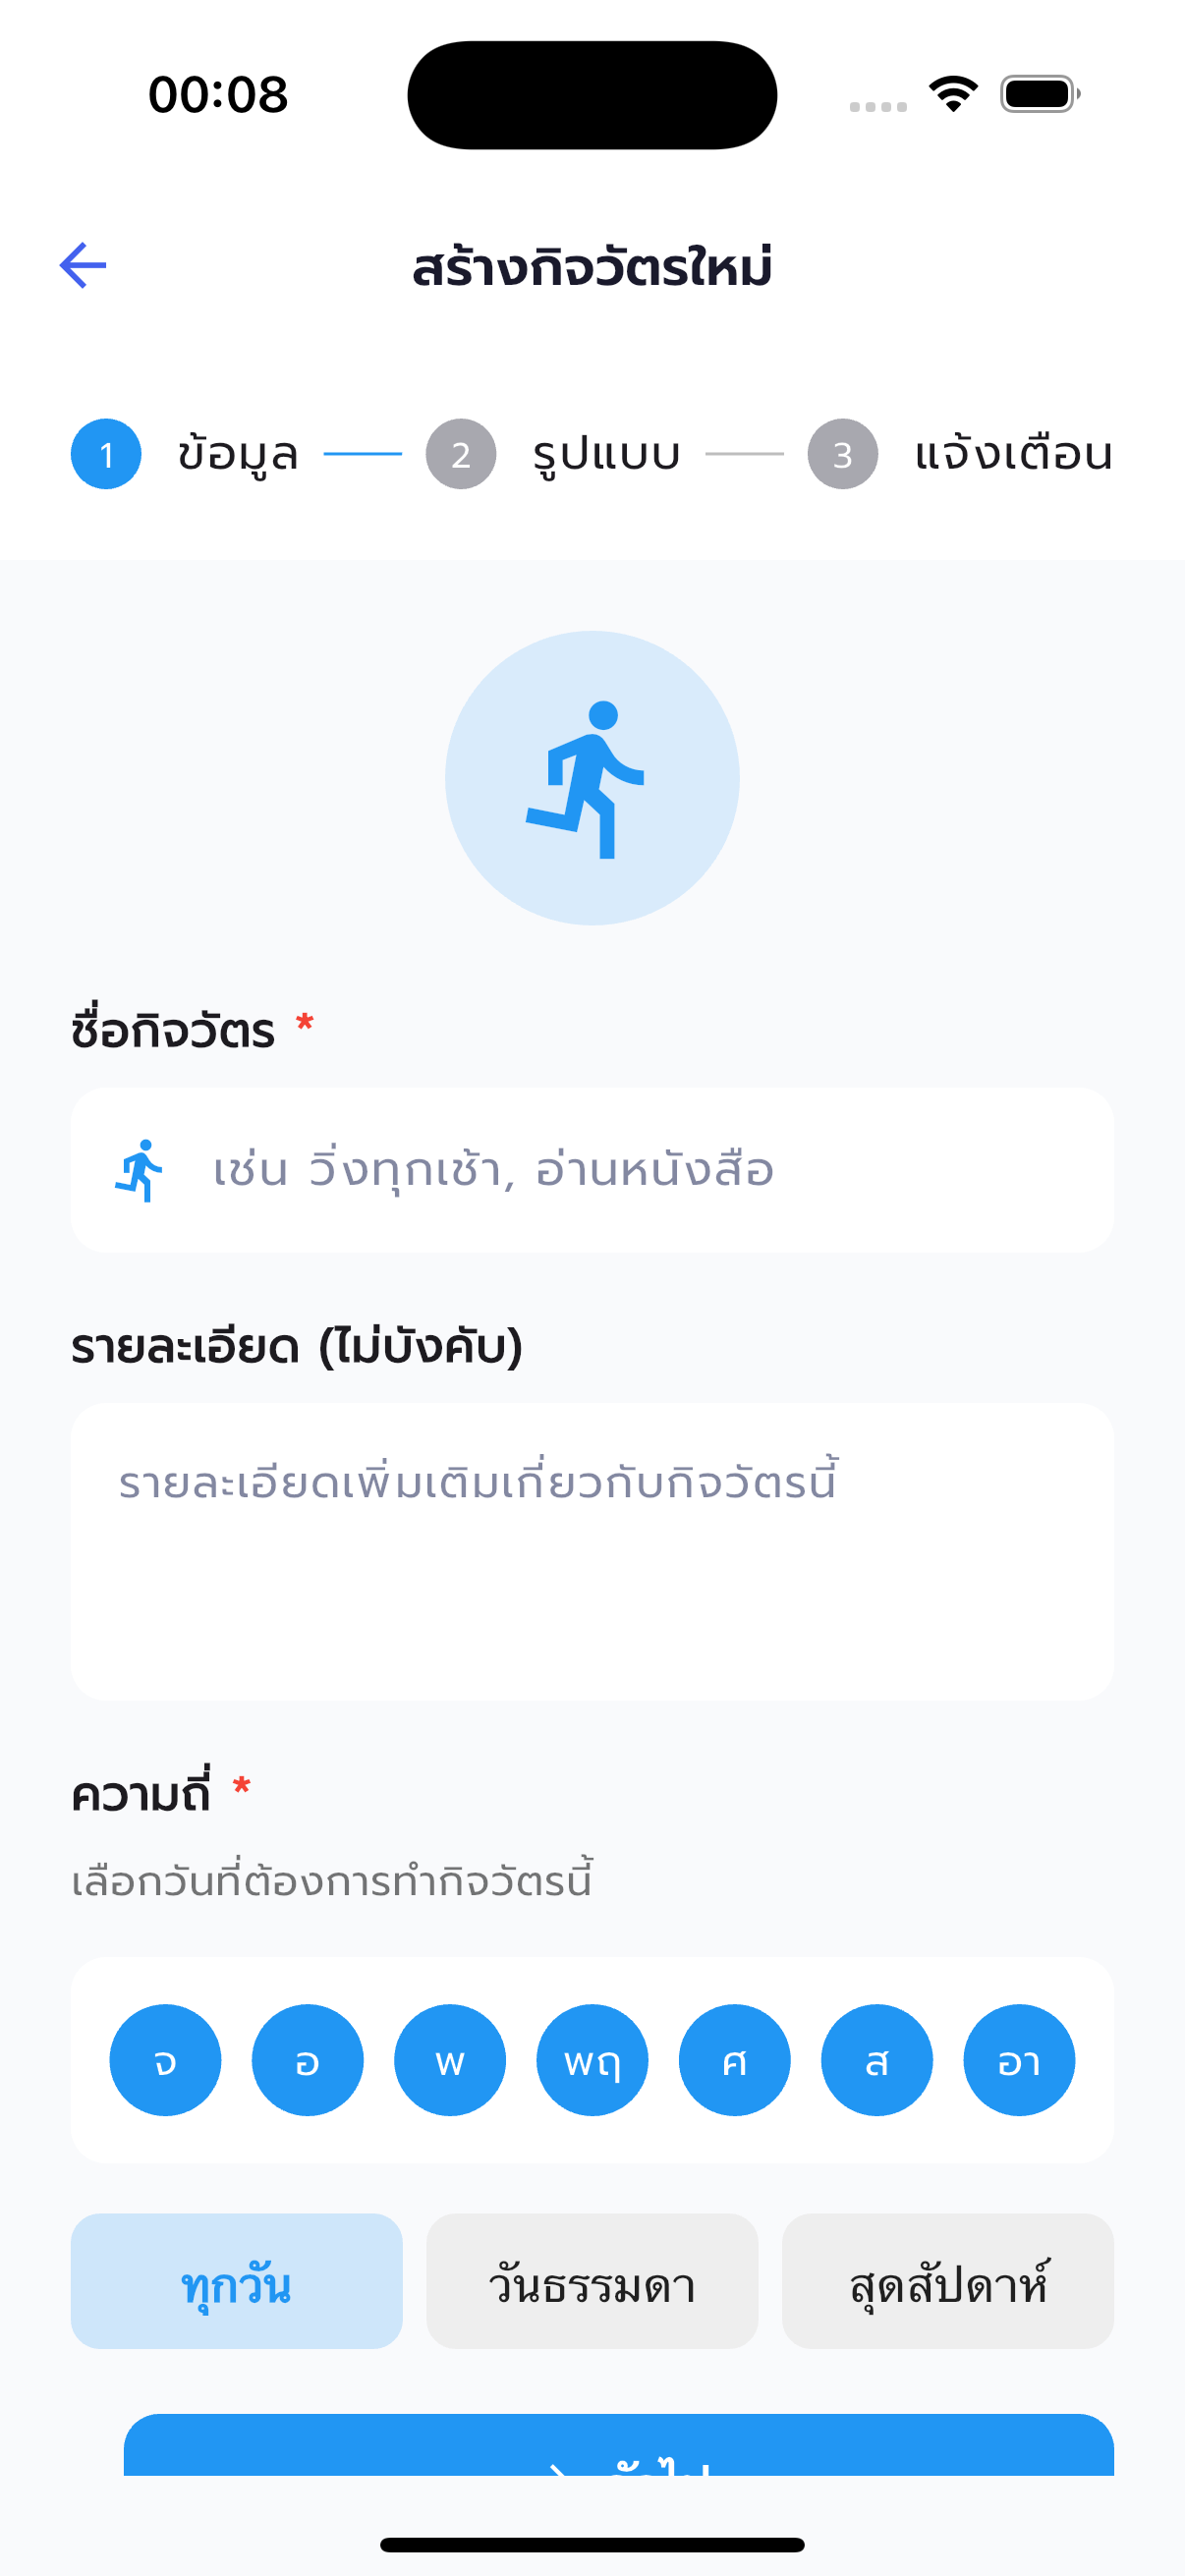 00:08
สร้างกิจวัตรใหม่
1 ข้อมูล 2 รูปแบบ 3 แจ้งเตือน
ชื่อกิจวัตร *
เช่น วิ่งทุกเช้า, อ่านหนังสือ
รายละเอียด (ไม่บังคับ)
รายละเอียดเพิ่มเติมเกี่ยวกับกิจวัตรนี้
ความถี่ *
เลือกวันที่ต้องการทำกิจวัตรนี้
จ อ พ พฤ ศ ส อา
ทุกวัน วันธรรมดา สุดสัปดาห์